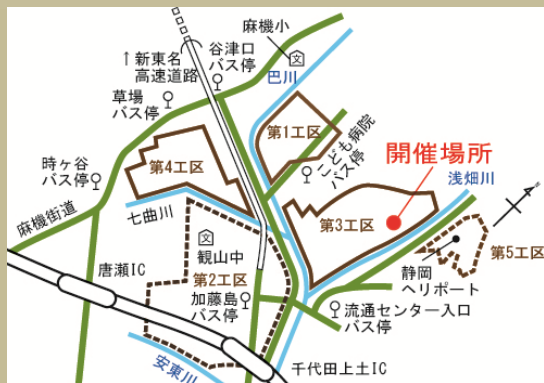 麻機小
谷津口
バス停
↑新東名
高速道路
巴川
草場
バス停
第1工区
こども病院
バス停
開催場所
浅畑川
第4工区
時ヶ谷
バス停
七曲川
第3工区
麻機街道
観山中
第5工区
静岡
ヘリポート
唐瀬IC
第2工区
加藤島
バス停
流通センター入口
バス停
安東川
千代田上土IC